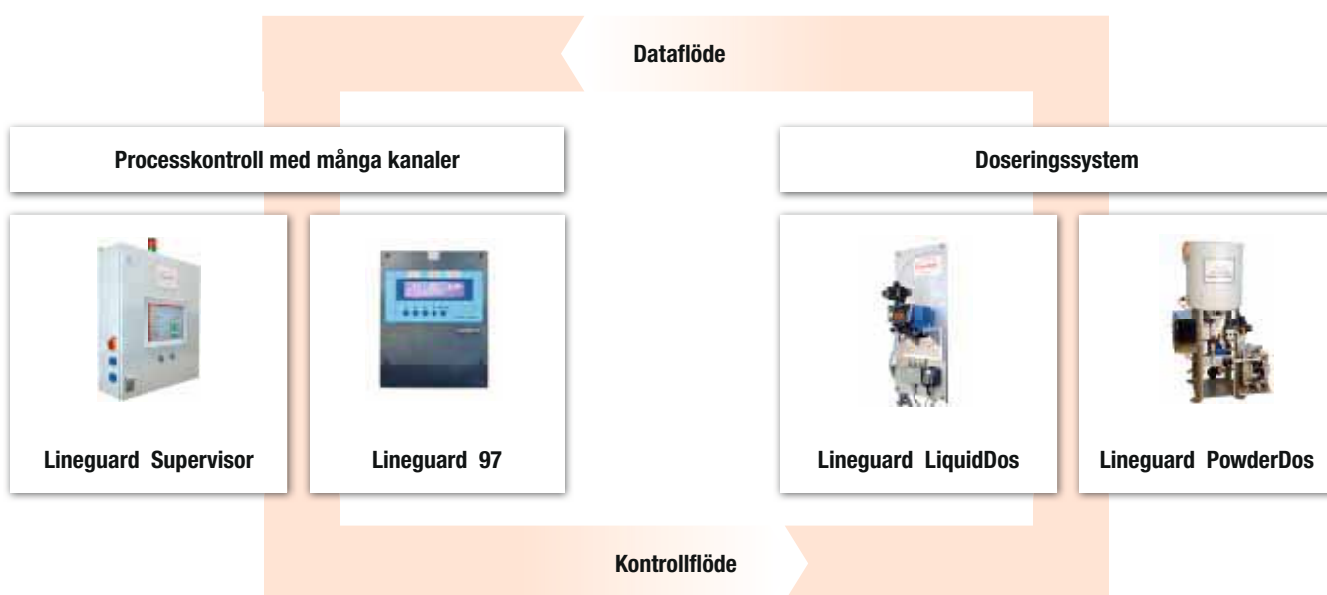 Dataflöde
Processkontroll med många kanaler
Doseringssystem
Lineguard Supervisor
Lineguard 97
Lineguard LiquidDos
Lineguard PowderDos
Kontrollflöde